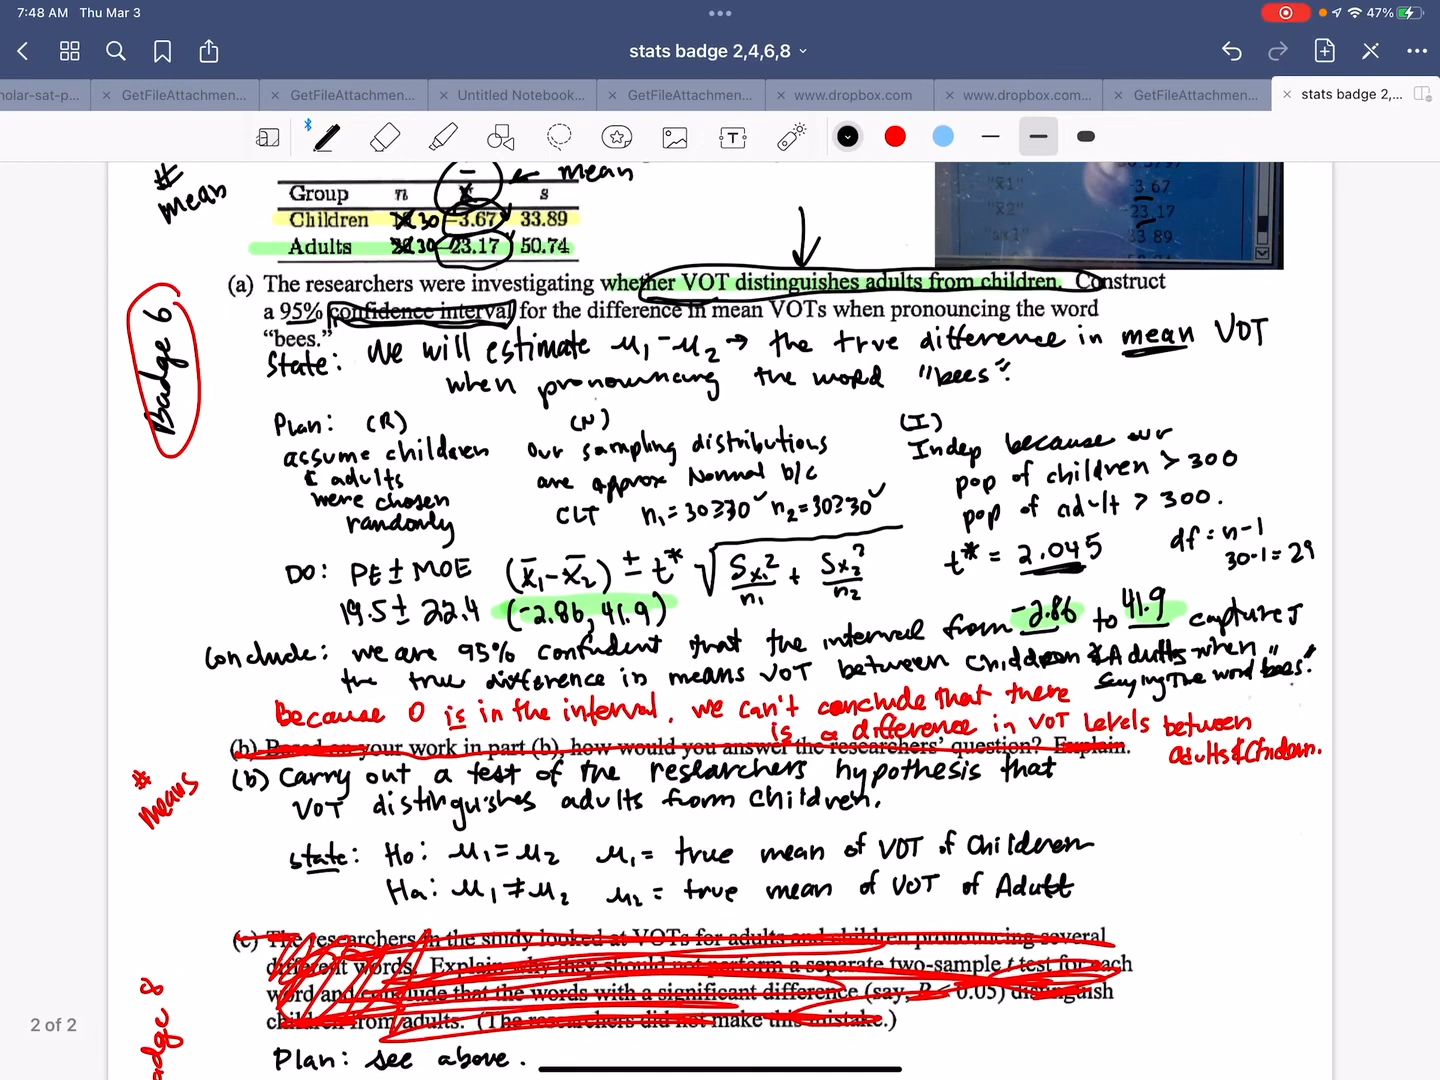 7:48 AM Thu Mar 3
47%
stats badge 2,4,6,8
holar-sat-p...
GetFileAttachmen...
GetFileAttachmen...
Untitled Notebook...
GetFileAttachmen...
www.dropbox.com
www.dropbox.com...
GetFileAttachmen...
stats badge 2,...
# mean
mean
Group n x̄ s
Children 30 -3.67 33.89
Adults 30 -23.17 50.74
"x̄1" -3.67
"x̄2" -23.17
33.89
(a) The researchers were investigating whether VOT distinguishes adults from children. Construct
a 95% confidence interval for the difference in mean VOTs when pronouncing the word
"bees."
Badge 6
State: We will estimate μ1-μ2 → the true difference in mean VOT
when pronouncing the word "bees".
Plan: (R) (N) (I)
assume children & adults were chosen randomly
Our sampling distributions are approx Normal b/c
CLT n1=30≥30 ✓ n2=30≥30 ✓
Indep because our
pop of children > 300
pop of adult > 300.
DO: PE ± MOE (x̄1-x̄2) ± t* √ Sx1²/n1 + Sx2²/n2
t* = 2.045
df = n-1
30-1=29
19.5 ± 22.4 (-2.86, 41.9)
Conclude: we are 95% confident that the interval from -2.86 to 41.9 captures
the true difference in means VOT between Children & Adults when
saying the word "bees."
Because 0 is in the interval, we can't conclude that there
is a difference in VOT levels between
adults & children.
(b) Based on your work in part (b), how would you answer the researchers' question? Explain.
# means
(b) Carry out a test of the researchers hypothesis that
VOT distinguishes adults from children.
state: Ho: μ1=μ2 μ1= true mean of VOT of Children
Ha: μ1≠μ2 μ2= true mean of VOT of Adult
(c) The researchers in the study looked at VOTs for adults and children pronouncing several
different words. Explain why they should not perform a separate two-sample t test for each
word and conclude that the words with a significant difference (say, P < 0.05) distinguish
children from adults. (The researchers did not make this mistake.)
adge 8
2 of 2
Plan: see above.